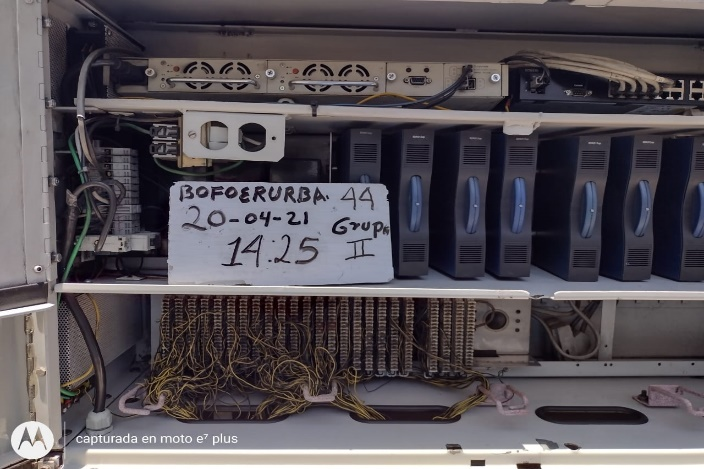 BOFOERURBA. 44
20-04-21 Grupo
14:25 II
capturada en moto e⁷ plus